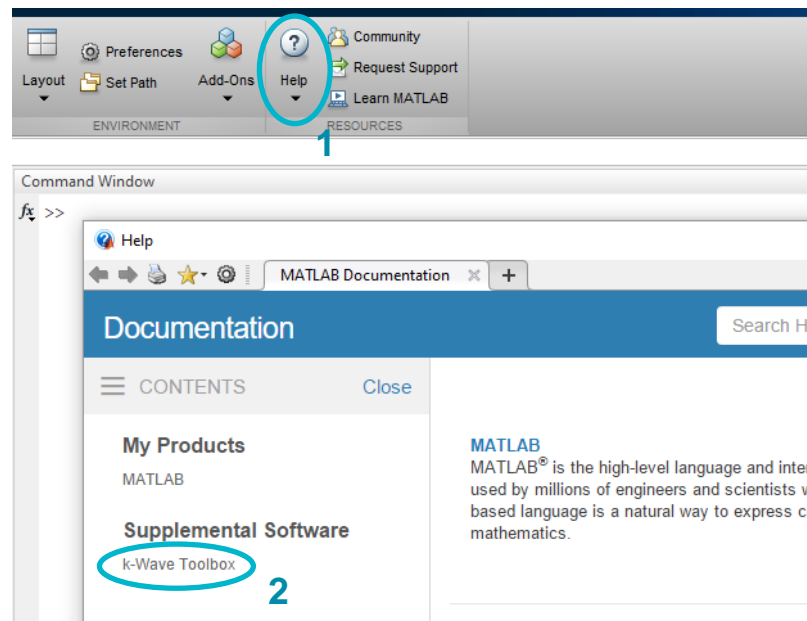 Layout
Preferences
Set Path
Add-Ons
Help
Community
Request Support
Learn MATLAB
ENVIRONMENT
RESOURCES
1
Command Window
fx >>
Help
MATLAB Documentation
Documentation
Search H
CONTENTS
Close
My Products
MATLAB
Supplemental Software
k-Wave Toolbox
2
MATLAB
MATLAB® is the high-level language and inte
used by millions of engineers and scientists w
based language is a natural way to express c
mathematics.